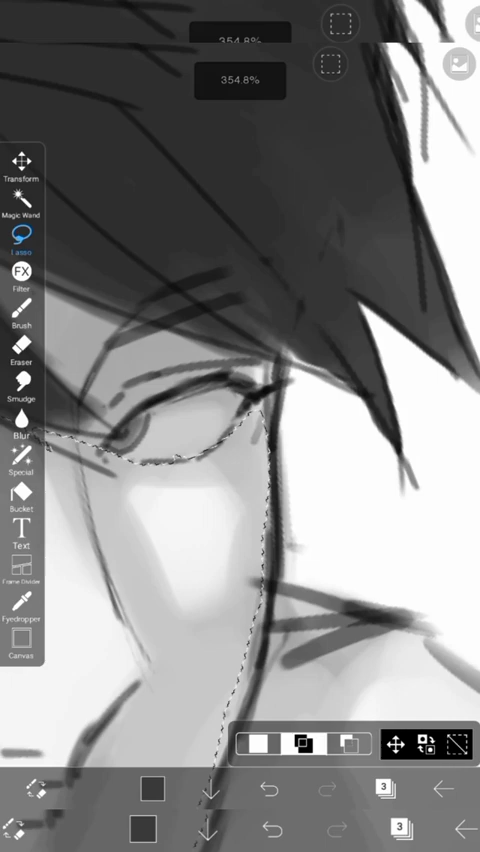 354.8%
354.8%
Transform
Magic Wand
Lasso
FX
Filter
Brush
Eraser
Smudge
Blur
Special
Bucket
T
Text
Frame Divider
Eyedropper
Canvas
3
3